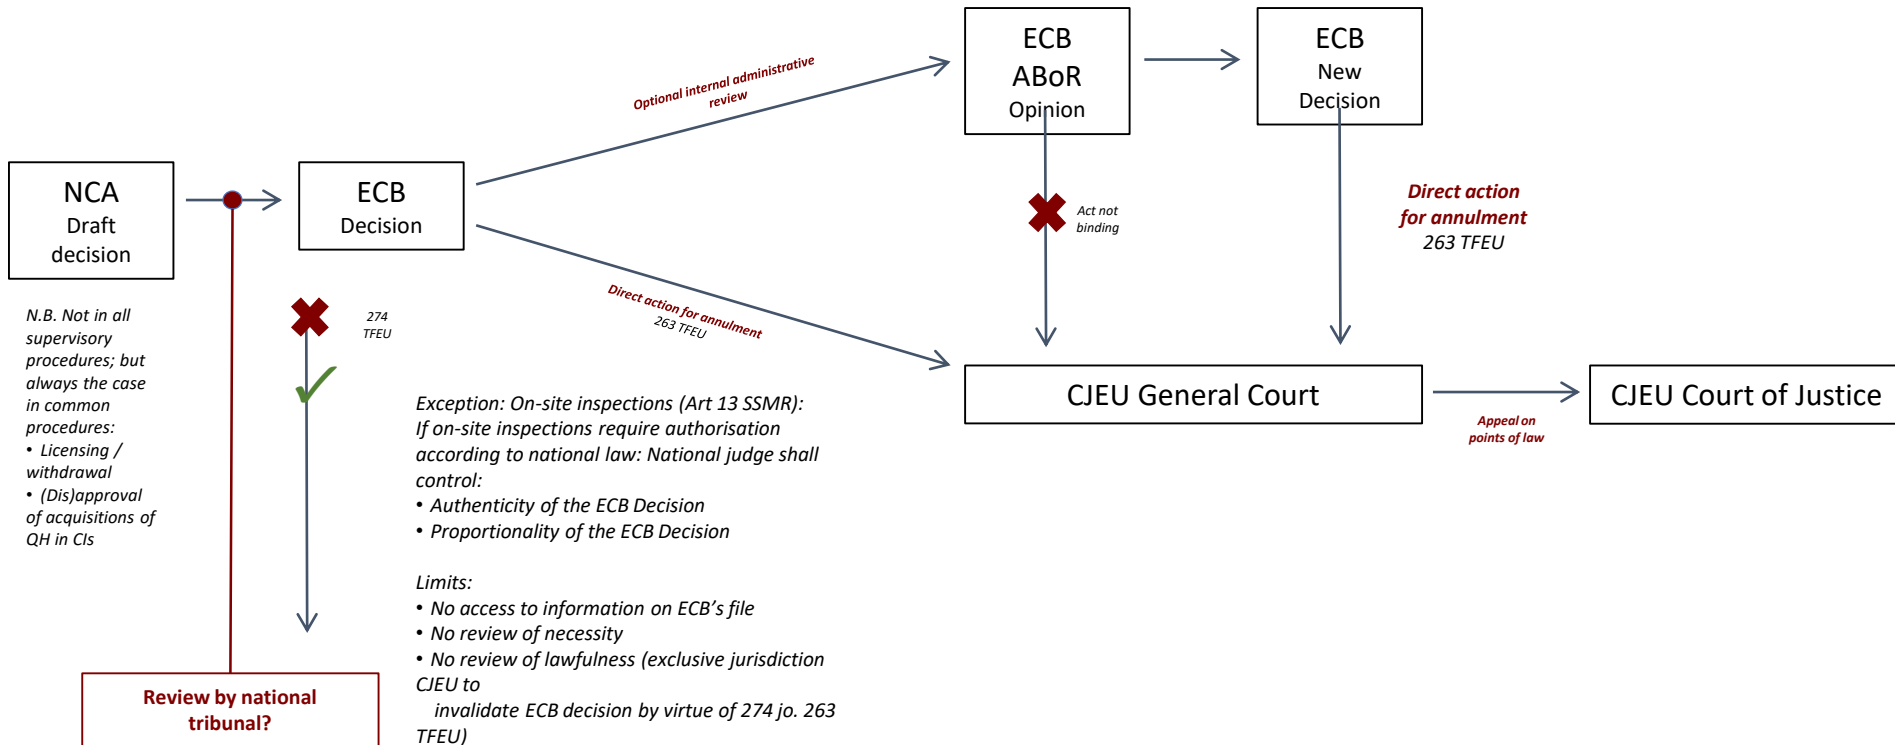 ECB
ABoR
Opinion
ECB
New
Decision
Optional internal administrative
review
NCA
Draft
decision
ECB
Decision
Act not
binding
Direct action
for annulment
263 TFEU
N.B. Not in all
supervisory
procedures; but
always the case
in common
procedures:
• Licensing /
withdrawal
• (Dis)approval
of acquisitions of
QH in CIs
274
TFEU
Direct action for annulment
263 TFEU
CJEU General Court
CJEU Court of Justice
Appeal on
points of law
Exception: On-site inspections (Art 13 SSMR):
If on-site inspections require authorisation
according to national law: National judge shall
control:
• Authenticity of the ECB Decision
• Proportionality of the ECB Decision
Limits:
• No access to information on ECB's file
• No review of necessity
• No review of lawfulness (exclusive jurisdiction
CJEU to
invalidate ECB decision by virtue of 274 jo. 263
TFEU)
Review by national
tribunal?